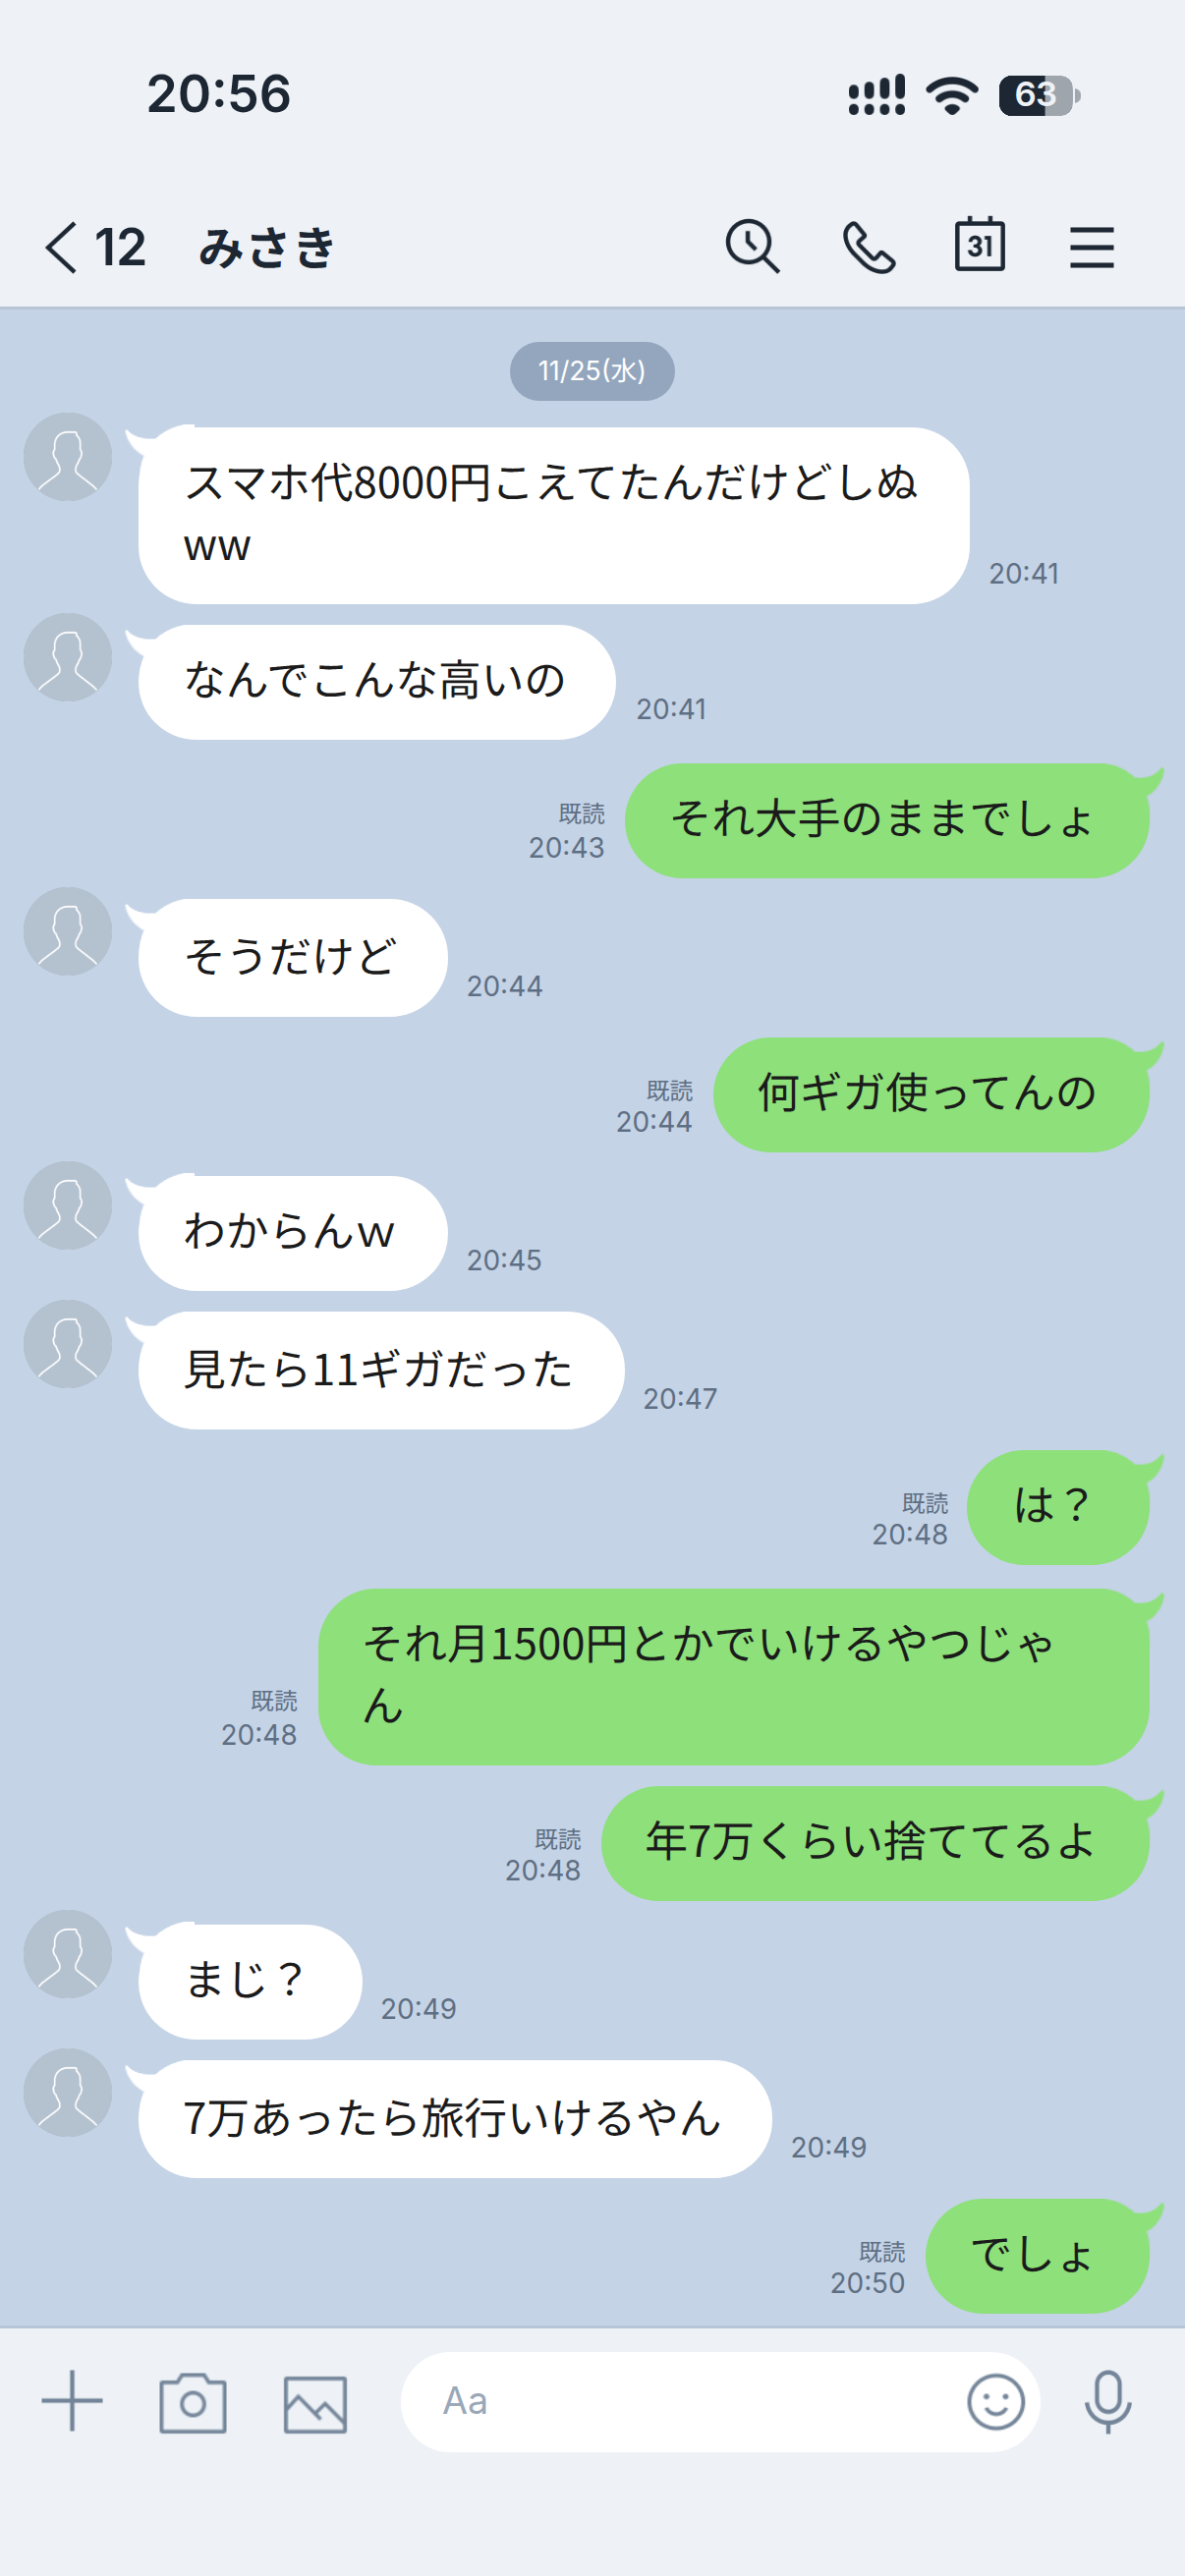 20:56
63
12 みさき
31
11/25(水)
スマホ代8000円こえてたんだけどしぬ
ww
20:41
なんでこんな高いの
20:41
それ大手のままでしょ
既読
20:43
そうだけど
20:44
何ギガ使ってんの
既読
20:44
わからんｗ
20:45
見たら11ギガだった
20:47
は？
既読
20:48
それ月1500円とかでいけるやつじゃ
ん
既読
20:48
年7万くらい捨ててるよ
既読
20:48
まじ？
20:49
7万あったら旅行いけるやん
20:49
でしょ
既読
20:50
Aa